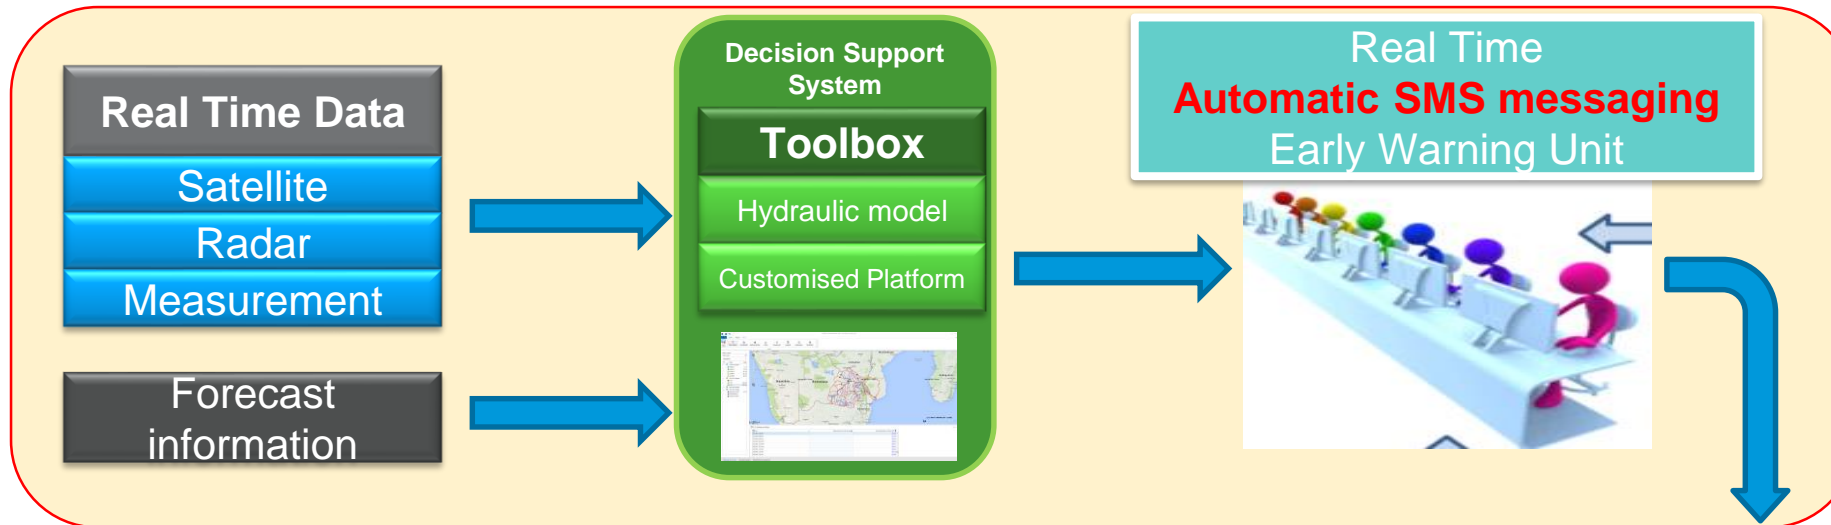 Real Time Data
Satellite
Radar
Measurement
Forecast
information
Decision Support
System
Toolbox
Hydraulic model
Customised Platform
Real Time
Automatic SMS messaging
Early Warning Unit